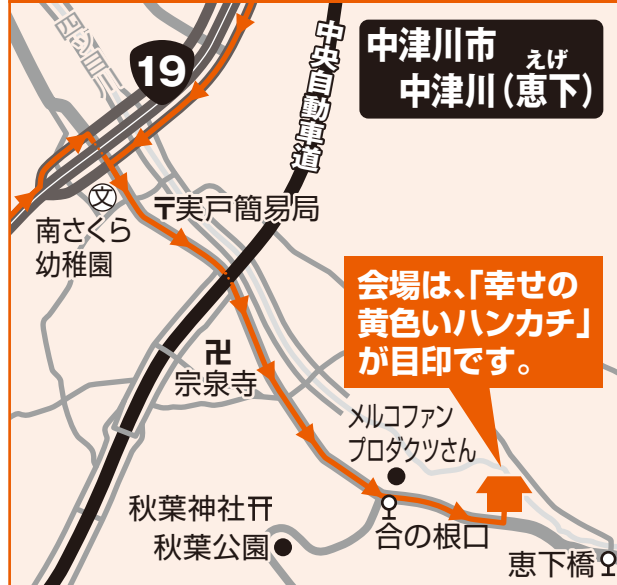 中津川市
えげ
中津川(恵下)
19
中央自動車道
文
南さくら
幼稚園
〒実戸簡易局
会場は、「幸せの
黄色いハンカチ」
が目印です。
卍
宗泉寺
メルコファン
プロダクツさん
秋葉神社
秋葉公園
合の根口
恵下橋